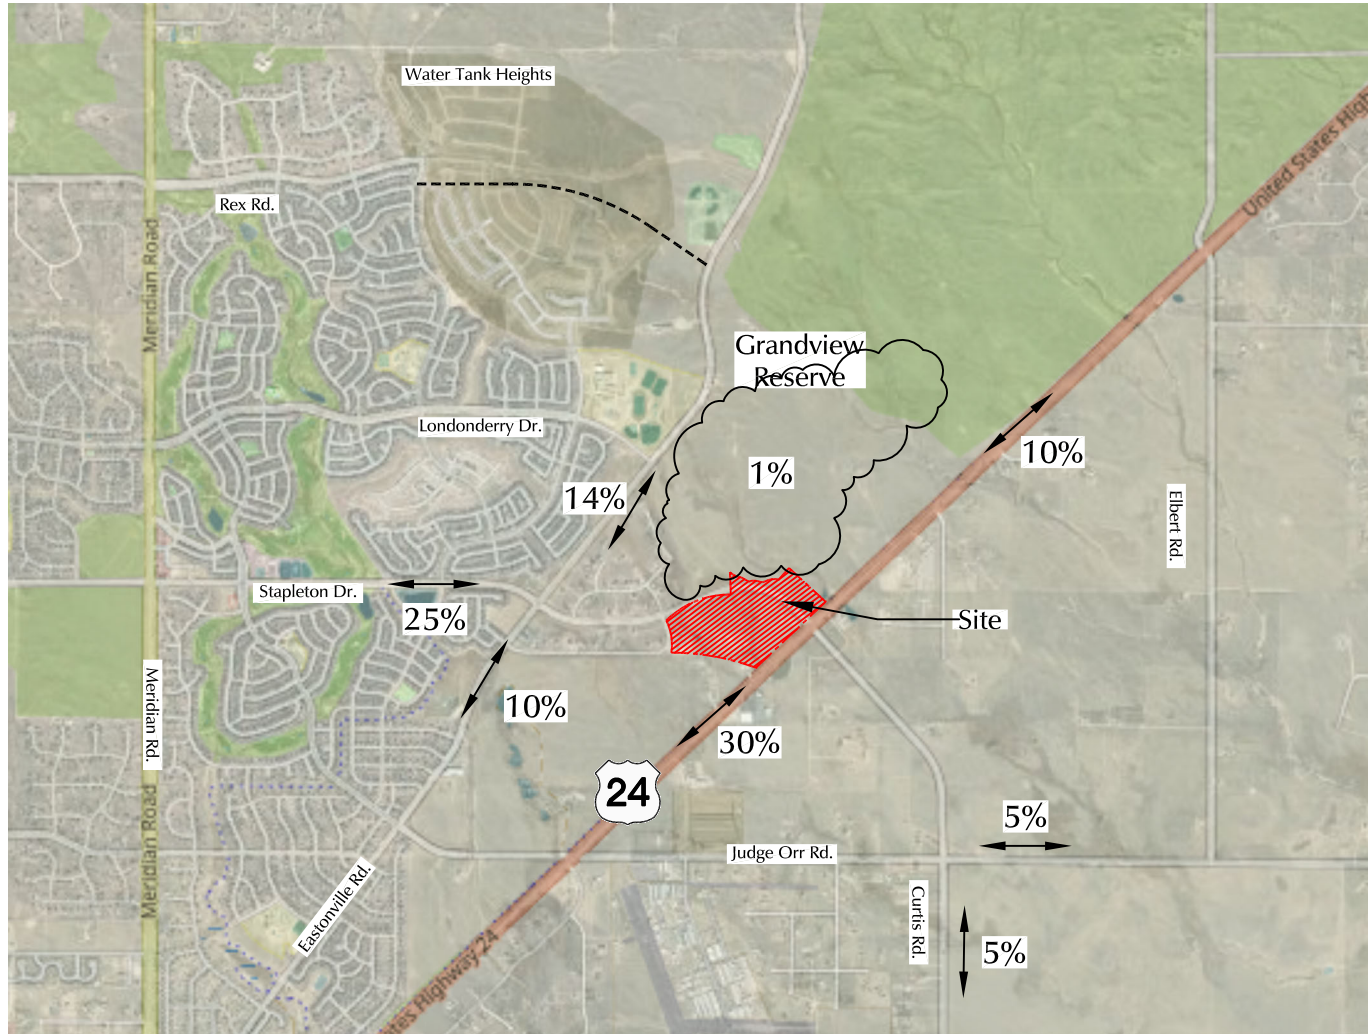 Water Tank Heights
United States High
Rex Rd.
Meridian Road
Grandview
Reserve
Londonderry Dr.
10%
1%
14%
Elbert Rd.
Stapleton Dr.
25%
Site
Meridian Rd.
10%
30%
24
Meridian Road
5%
Judge Orr Rd.
Eastonville Rd.
Curtis Rd.
tes Highway 24
5%